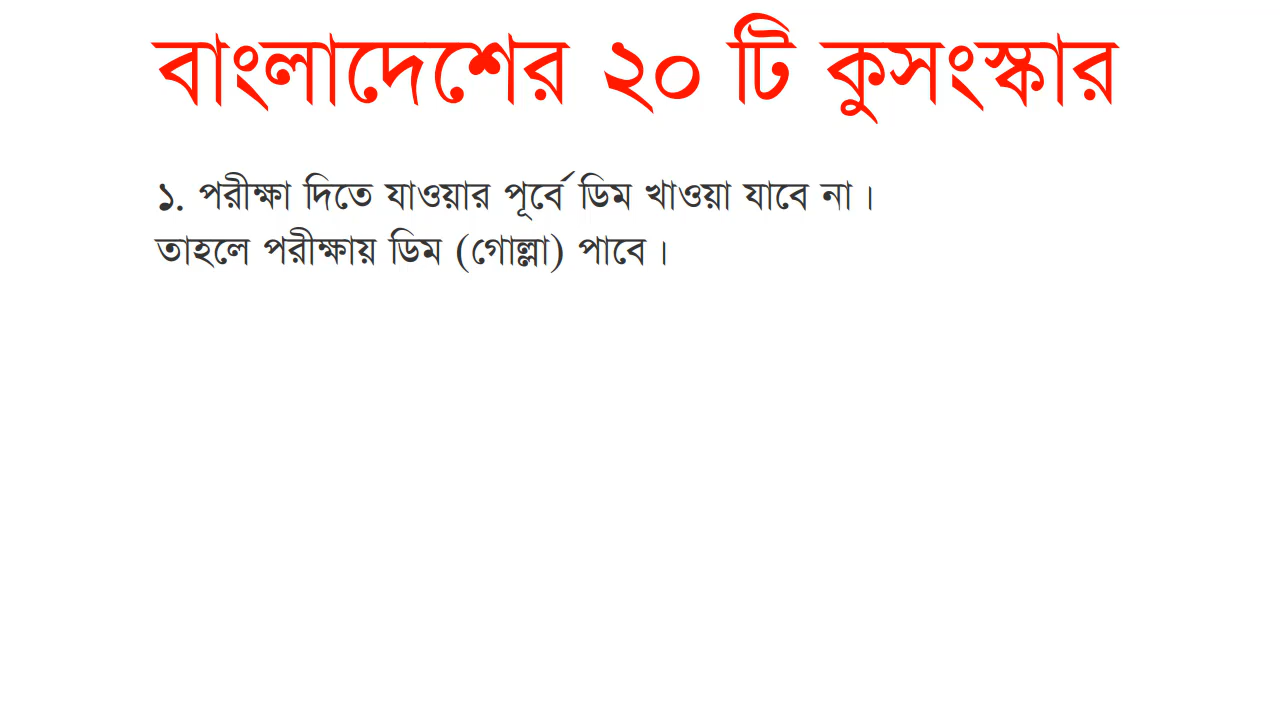 বাংলাদেশের ২০ টি কুসংস্কার
১. পরীক্ষা দিতে যাওয়ার পূর্বে ডিম খাওয়া যাবে না।
তাহলে পরীক্ষায় ডিম (গোল্লা) পাবে।